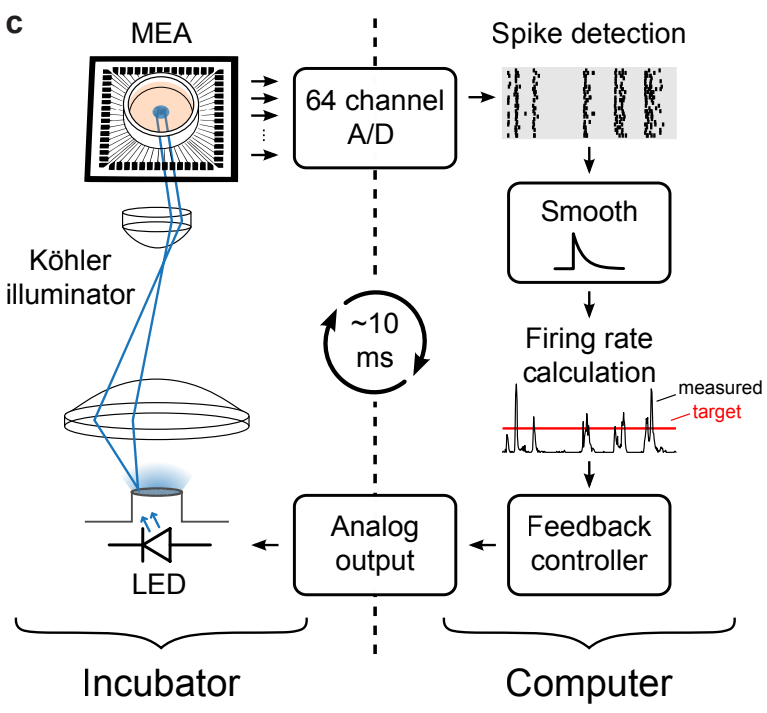 c
MEA
Spike detection
64 channel
A/D
Smooth
Köhler
illuminator
~10
ms
Firing rate
calculation
measured
target
Analog
output
Feedback
controller
LED
Incubator
Computer